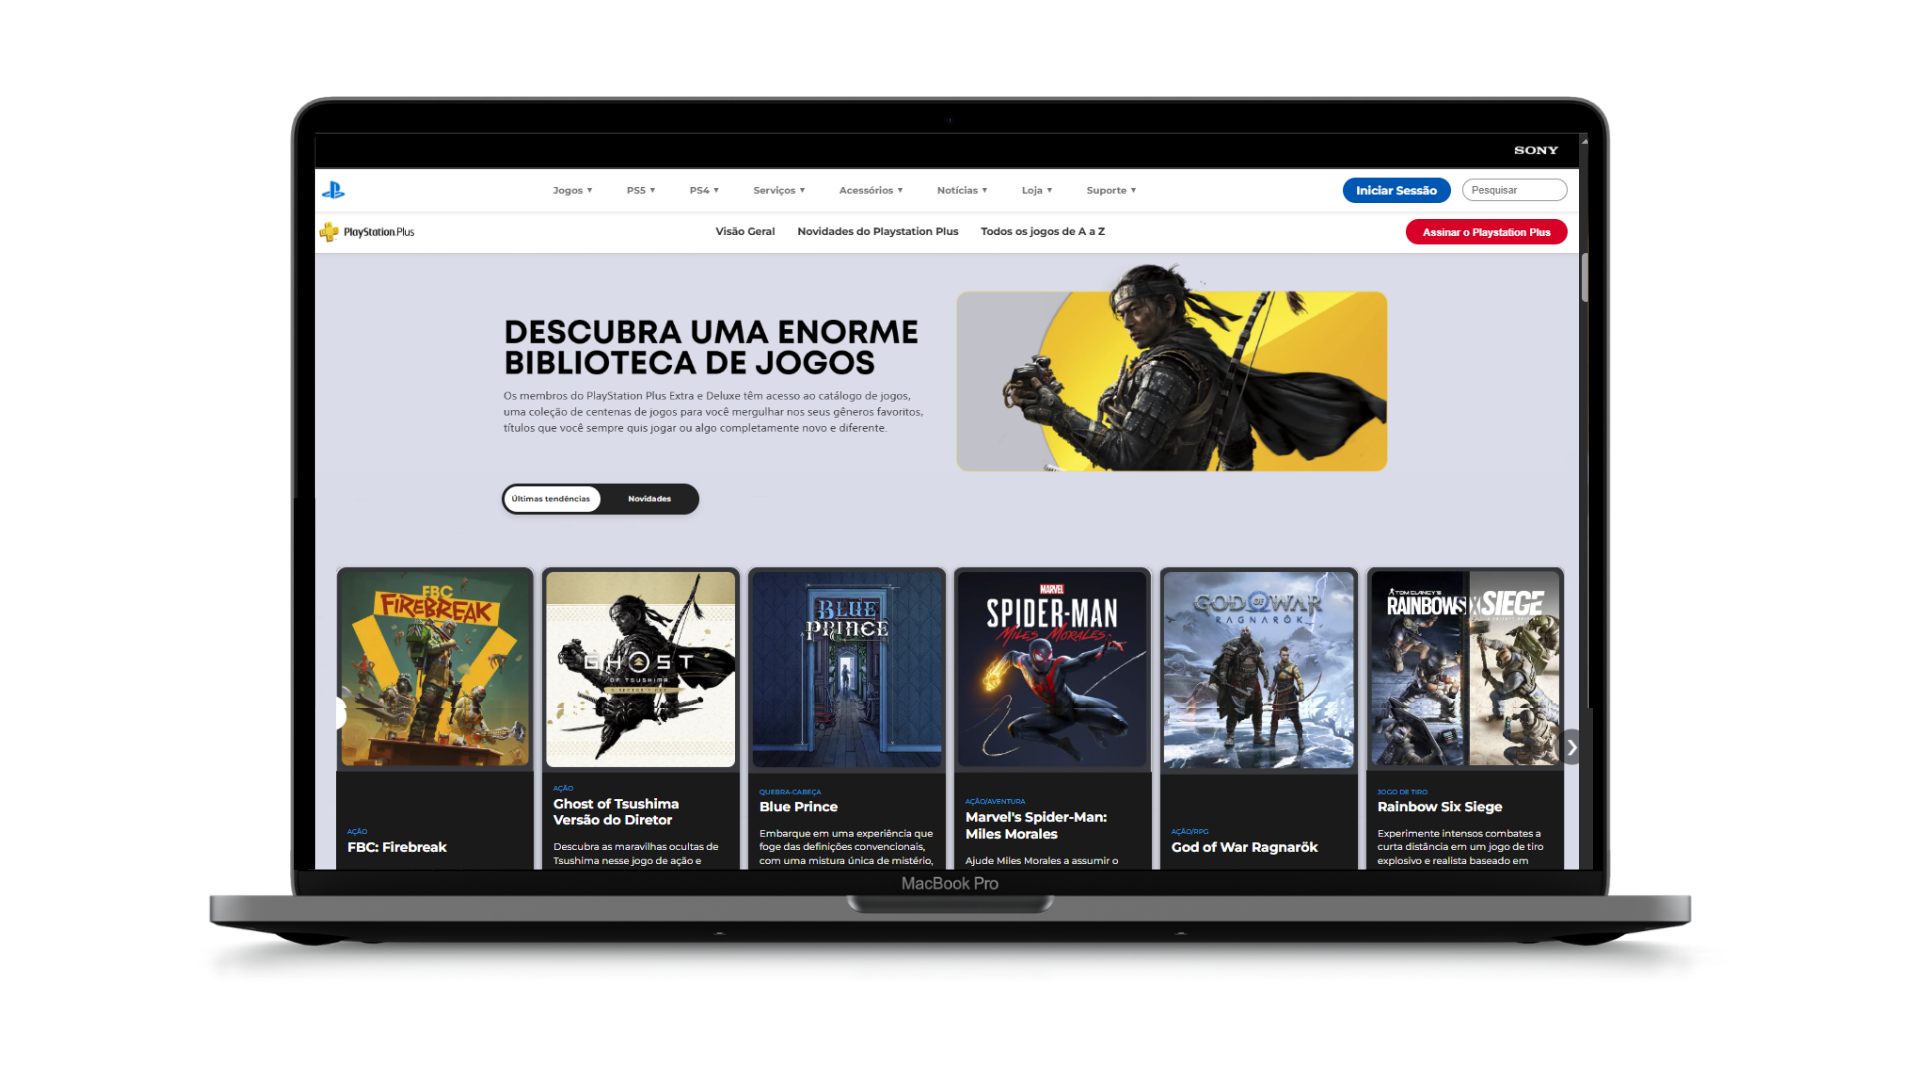 SONY
Jogos ▼ PS5 ▼ PS4 ▼ Serviços ▼ Acessórios ▼ Notícias ▼ Loja ▼ Suporte ▼ Iniciar Sessão Pesquisar
PlayStation.Plus Visão Geral Novidades do Playstation Plus Todos os jogos de A a Z Assinar o Playstation Plus
DESCUBRA UMA ENORME
BIBLIOTECA DE JOGOS
Os membros do PlayStation Plus Extra e Deluxe têm acesso ao catálogo de jogos,
uma coleção de centenas de jogos para você mergulhar nos seus gêneros favoritos,
títulos que você sempre quis jogar ou algo completamente novo e diferente.
Últimas tendências Novidades
FBC
FIREBREAK
AÇÃO
FBC: Firebreak
GHOST
OF TSUSHIMA
DIRECTOR'S CUT
AÇÃO
Ghost of Tsushima
Versão do Diretor
Descubra as maravilhas ocultas de
Tsushima nesse jogo de ação e
BLUE
PRINCE
QUEBRA-CABEÇA
Blue Prince
Embarque em uma experiência que
foge das definições convencionais,
com uma mistura única de mistério,
MARVEL
SPIDER-MAN
MILES MORALES
AÇÃO/AVENTURA
Marvel's Spider-Man:
Miles Morales
Ajude Miles Morales a assumir o
GOD OF WAR
RAGNARÖK
AÇÃO/RPG
God of War Ragnarök
TOM CLANCY'S
RAINBOW SIX SIEGE
JOGO DE TIRO
Rainbow Six Siege
Experimente intensos combates a
curta distância em um jogo de tiro
explosivo e realista baseado em
MacBook Pro